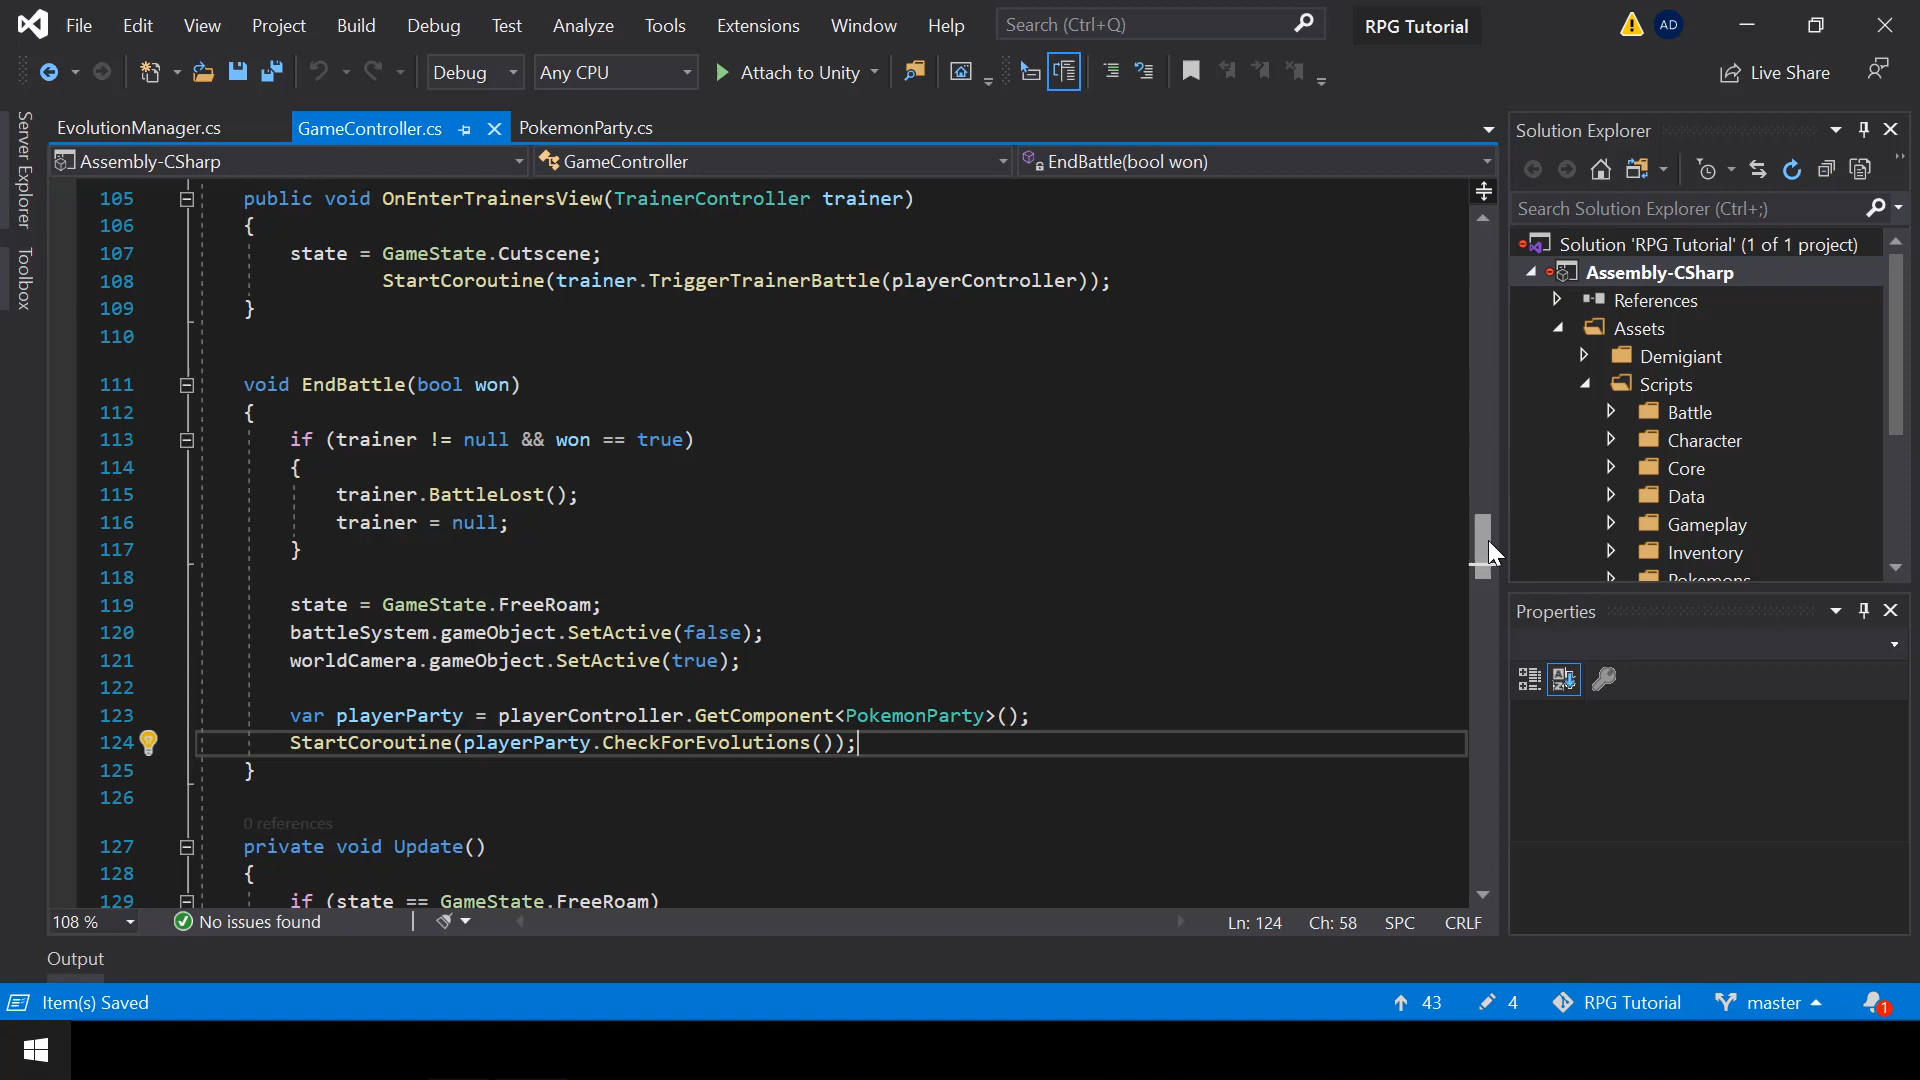 File Edit View Project Build Debug Test Analyze Tools Extensions Window Help Search (Ctrl+Q) RPG Tutorial AD
Debug Any CPU Attach to Unity Live Share
Server Explorer
Toolbox
EvolutionManager.cs GameController.cs PokemonParty.cs
Assembly-CSharp GameController EndBattle(bool won)
105 public void OnEnterTrainersView(TrainerController trainer)
106 {
107 state = GameState.Cutscene;
108 StartCoroutine(trainer.TriggerTrainerBattle(playerController));
109 }
110
111 void EndBattle(bool won)
112 {
113 if (trainer != null && won == true)
114 {
115 trainer.BattleLost();
116 trainer = null;
117 }
118
119 state = GameState.FreeRoam;
120 battleSystem.gameObject.SetActive(false);
121 worldCamera.gameObject.SetActive(true);
122
123 var playerParty = playerController.GetComponent<PokemonParty>();
124 StartCoroutine(playerParty.CheckForEvolutions());
125 }
126
0 references
127 private void Update()
128 {
129 if (state == GameState.FreeRoam)
108 % No issues found Ln: 124 Ch: 58 SPC CRLF
Solution Explorer
Search Solution Explorer (Ctrl+;)
Solution 'RPG Tutorial' (1 of 1 project)
Assembly-CSharp
References
Assets
Demigiant
Scripts
Battle
Character
Core
Data
Gameplay
Inventory
Pokemons
Properties
Output
Item(s) Saved 43 4 RPG Tutorial master 1